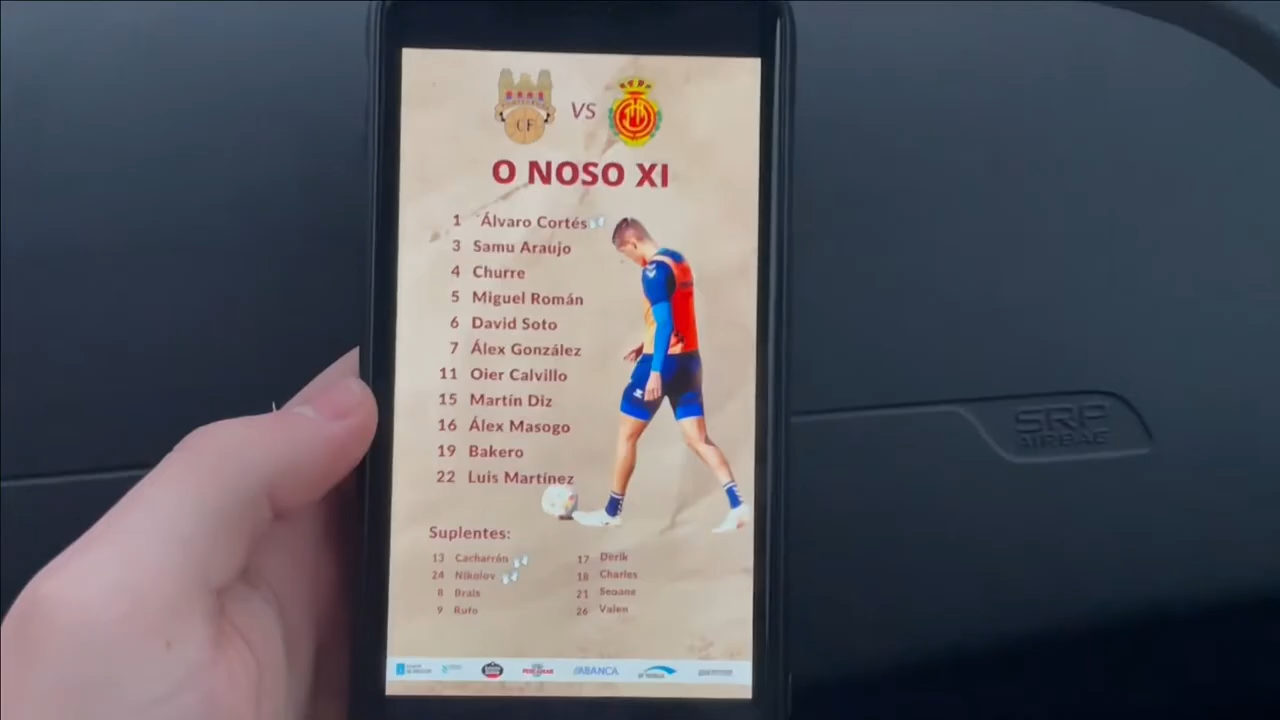 CF
VS
O NOSO XI
1 Álvaro Cortés
3 Samu Araujo
4 Churre
5 Miguel Román
6 David Soto
7 Álex González
11 Oier Calvillo
15 Martín Diz
16 Álex Masogo
19 Bakero
22 Luis Martínez
Suplentes:
13 Cacharrón
17 Derik
24 Nikolov
18 Charles
8 Brais
21 Seoane
9 Rufo
26 Valen
ABANCA
SRP
AIRBAG